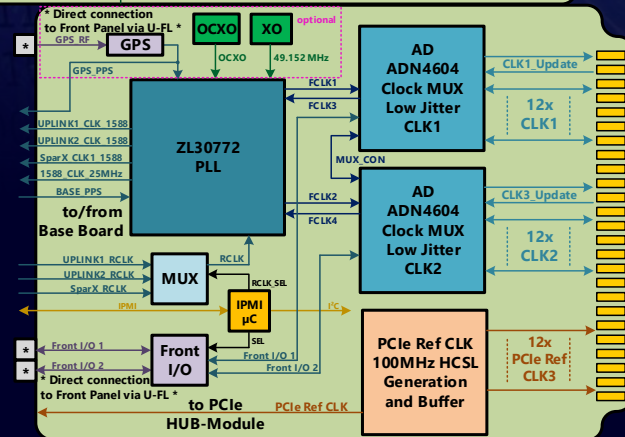 * Direct connection
to Front Panel via U-FL *
optional
*
GPS_RF
GPS
OCXO
XO
GPS_PPS
OCXO
49.152 MHz
UPLINK1_CLK_1588
UPLINK2_CLK_1588
SparX_CLK1_1588
1588_CLK_25MHz
BASE_PPS
to/from
Base Board
ZL30772
PLL
FCLK1
FCLK3
MUX_CON
FCLK2
FCLK4
AD
ADN4604
Clock MUX
Low Jitter
CLK1
CLK1_Update
12x
CLK1
AD
ADN4604
Clock MUX
Low Jitter
CLK2
CLK3_Update
12x
CLK2
UPLINK1_RCLK
UPLINK2_RCLK
SparX_RCLK
MUX
RCLK
RCLK_SEL
IPMI
IPMI
µC
I²C
SEL
*
Front I/O 1
*
Front I/O 2
Front
I/O
Front I/O 1
Front I/O 2
* Direct connection
to Front Panel via U-FL *
to PCIe
HUB-Module
PCIe Ref CLK
PCIe Ref CLK
100MHz HCSL
Generation
and Buffer
12x
PCIe Ref
CLK3